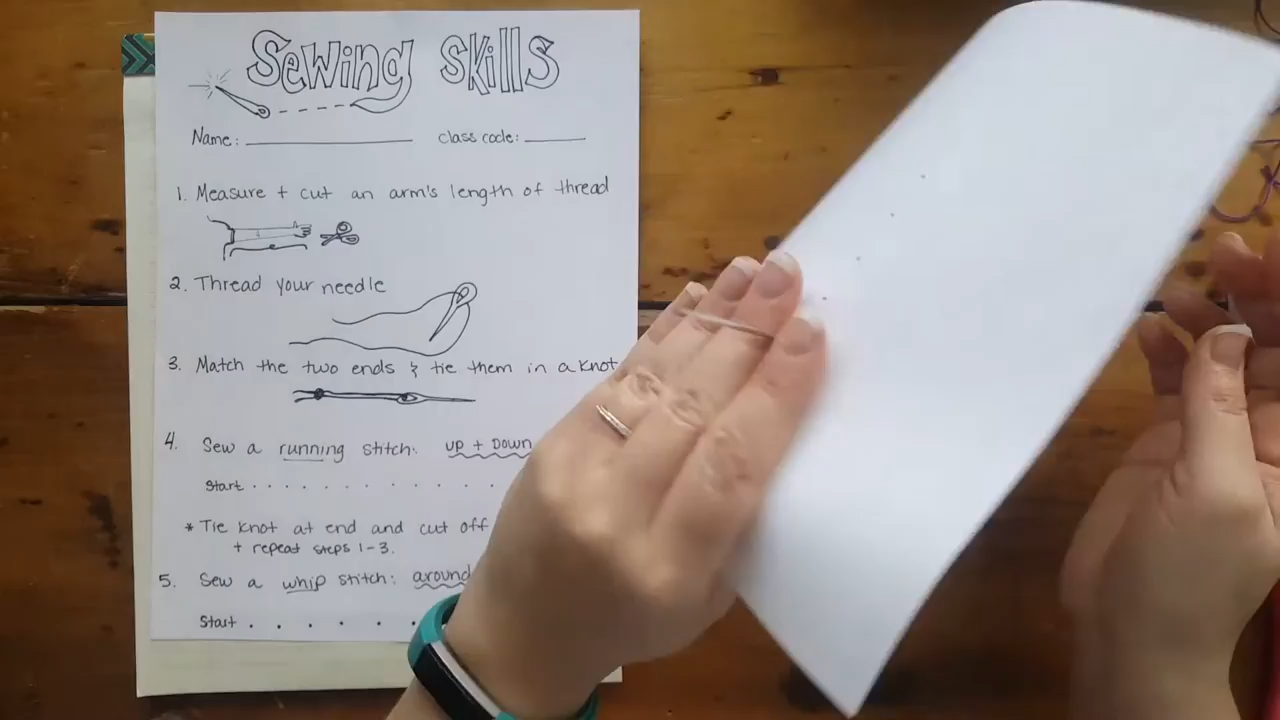 Sewing Skills
Name: ____ class code: ____
1. Measure + cut an arm's length of thread
2. Thread your needle
3. Match the two ends & tie them in a knot
4. Sew a running stitch: UP + DOWN
Start
* Tie knot at end and cut off
+ repeat steps 1-3.
5. Sew a whip stitch: around
Start